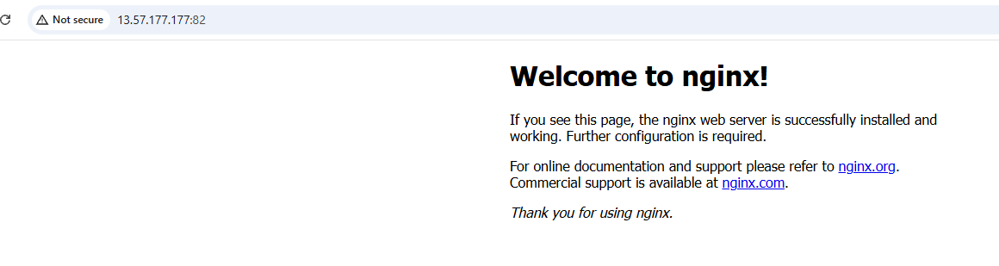 Not secure 13.57.177.177:82
Welcome to nginx!
If you see this page, the nginx web server is successfully installed and
working. Further configuration is required.
For online documentation and support please refer to nginx.org.
Commercial support is available at nginx.com.
Thank you for using nginx.